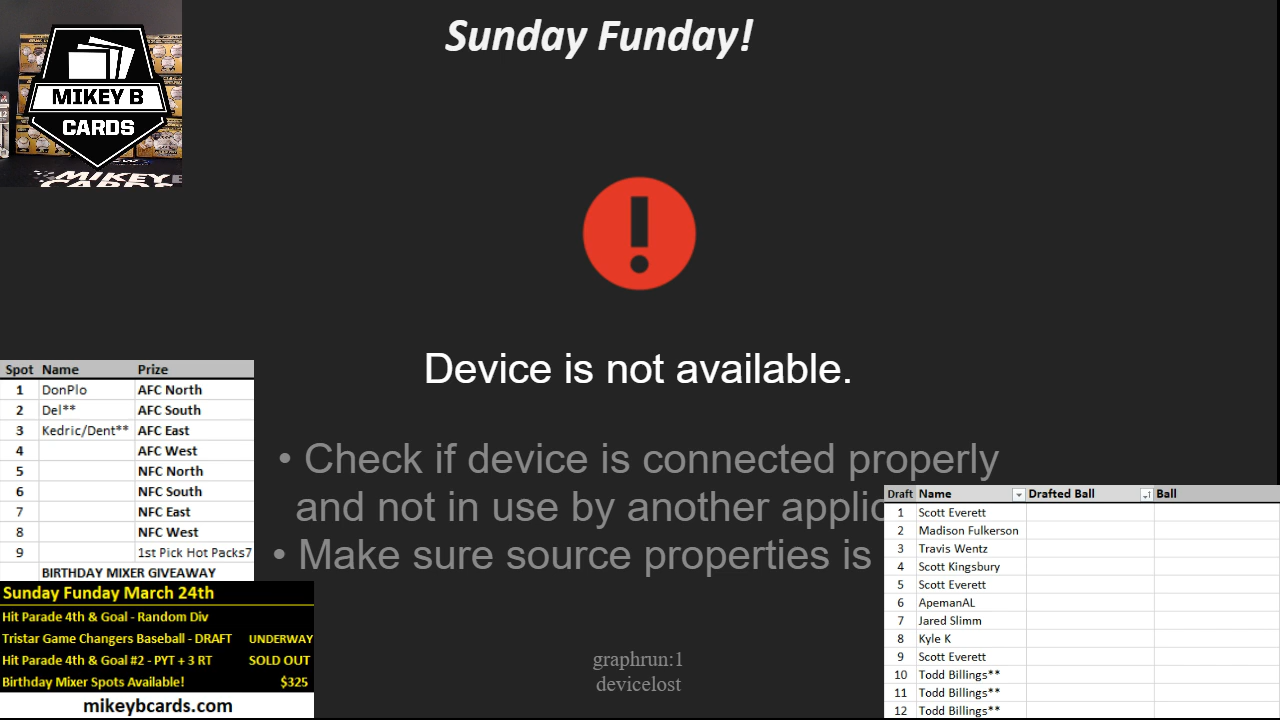 Sunday Funday!
MIKEY B
CARDS
MIKEY
CARDS
Device is not available.
• Check if device is connected properly
and not in use by another applic
• Make sure source properties is
graphrun:1
devicelost
Spot Name Prize
1 DonPlo AFC North
2 Del** AFC South
3 Kedric/Dent** AFC East
4 AFC West
5 NFC North
6 NFC South
7 NFC East
8 NFC West
9 1st Pick Hot Packs7
BIRTHDAY MIXER GIVEAWAY
Sunday Funday March 24th
Hit Parade 4th & Goal - Random Div
Tristar Game Changers Baseball - DRAFT UNDERWAY
Hit Parade 4th & Goal #2 - PYT + 3 RT SOLD OUT
Birthday Mixer Spots Available! $325
mikeybcards.com
Draft Name Drafted Ball Ball
1 Scott Everett
2 Madison Fulkerson
3 Travis Wentz
4 Scott Kingsbury
5 Scott Everett
6 ApemanAL
7 Jared Slimm
8 Kyle K
9 Scott Everett
10 Todd Billings**
11 Todd Billings**
12 Todd Billings**